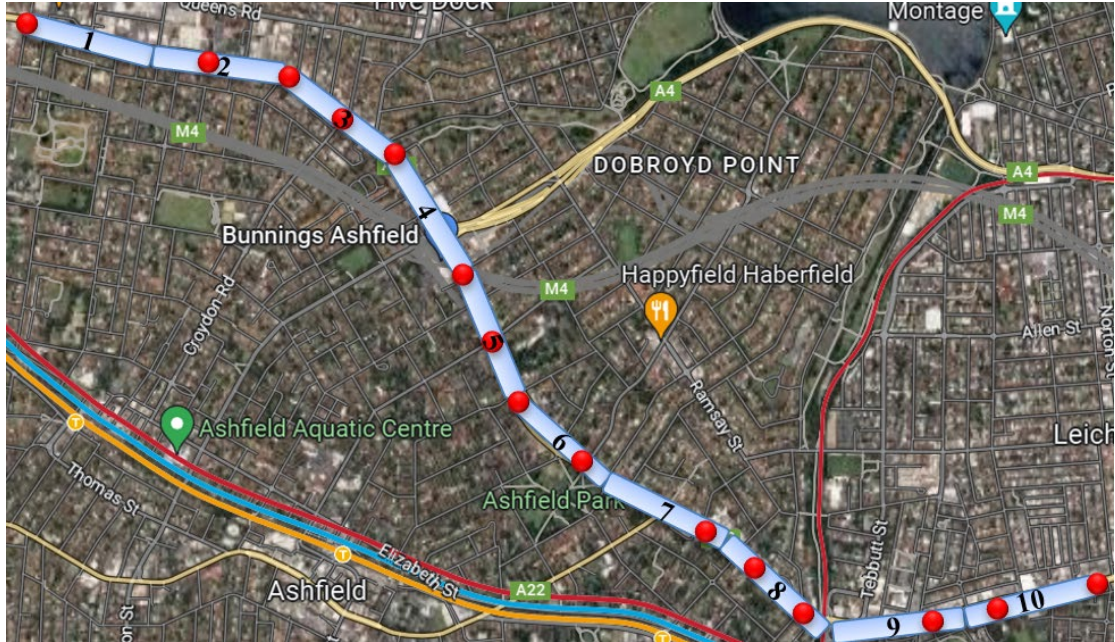 Queens Rd
Five Dock
Montage
1
2
A4
3
M4
DOBROYD POINT
A4
4
M4
Bunnings Ashfield
Happyfield Haberfield
M4
Croydon Rd
Allen St
Norton St
5
Ramsay St
Ashfield Aquatic Centre
Leich
6
T
Thomas St
Ashfield Park
7
Tebbutt St
T
Elizabeth St
Ashfield
A22
8
9
10
T